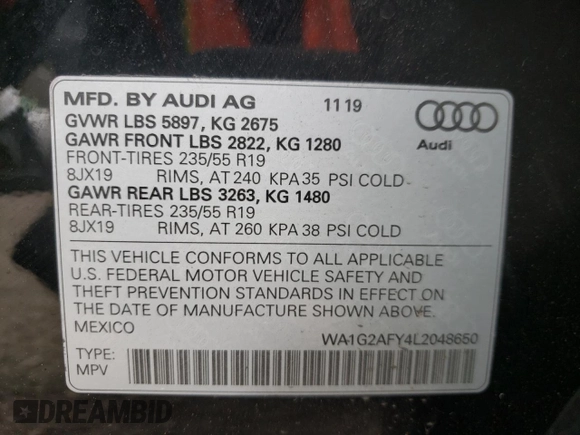 MFD. BY AUDI AG 11 19
GVWR LBS 5897, KG 2675
GAWR FRONT LBS 2822, KG 1280
FRONT-TIRES 235/55 R19
8JX19 RIMS, AT 240 KPA 35 PSI COLD
GAWR REAR LBS 3263, KG 1480
REAR-TIRES 235/55 R19
8JX19 RIMS, AT 260 KPA 38 PSI COLD
Audi
THIS VEHICLE CONFORMS TO ALL APPLICABLE
U.S. FEDERAL MOTOR VEHICLE SAFETY AND
THEFT PREVENTION STANDARDS IN EFFECT ON
THE DATE OF MANUFACTURE SHOWN ABOVE.
MEXICO
WA1G2AFY4L2048650
TYPE:
MPV
DREAMBID